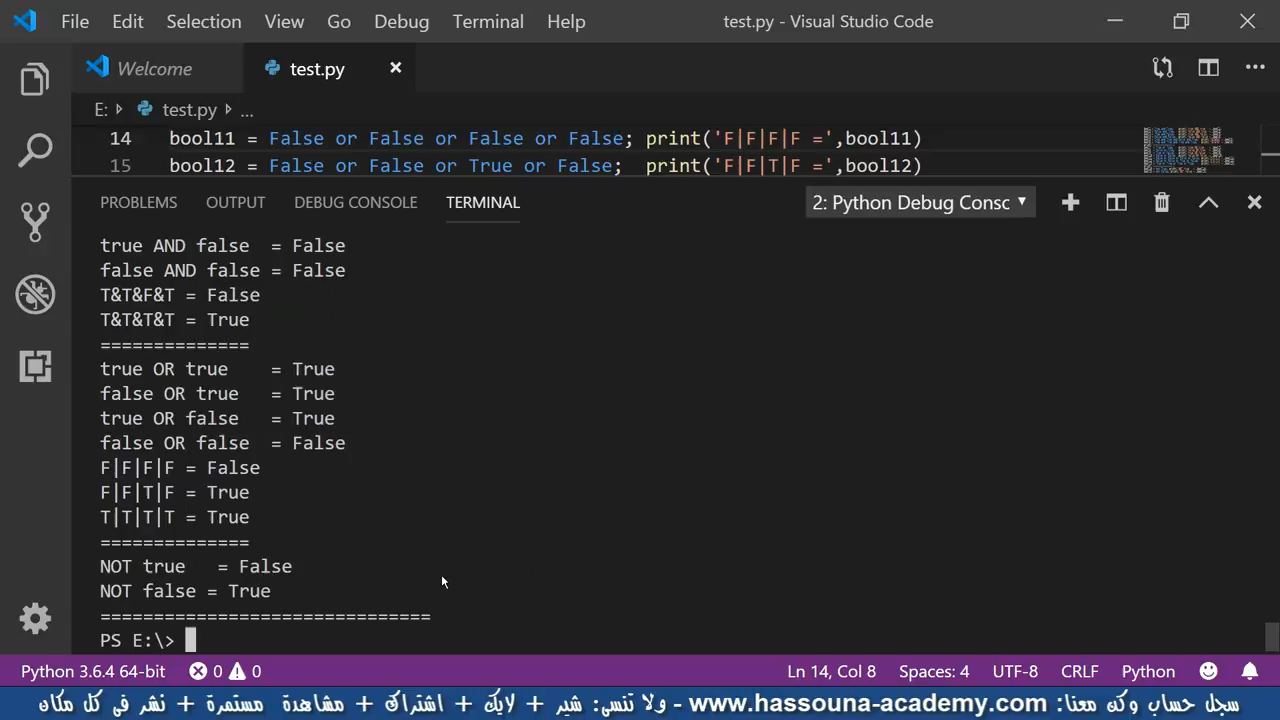 File Edit Selection View Go Debug Terminal Help test.py - Visual Studio Code
Welcome test.py
E: test.py ...
14 bool11 = False or False or False or False; print('F|F|F|F =',bool11)
15 bool12 = False or False or True or False; print('F|F|T|F =',bool12)
PROBLEMS OUTPUT DEBUG CONSOLE TERMINAL 2: Python Debug Consc
true AND false = False
false AND false = False
T&T&F&T = False
T&T&T&T = True
==============
true OR true = True
false OR true = True
true OR false = True
false OR false = False
F|F|F|F = False
F|F|T|F = True
T|T|T|T = True
==============
NOT true = False
NOT false = True
===============================
PS E:\>
Python 3.6.4 64-bit 0 0 Ln 14, Col 8 Spaces: 4 UTF-8 CRLF Python
سجل حساب وكن معنا: www.hassouna-academy.com - ولا تنسى: شير + لايك + اشتراك + مشاهدة مستمرة + نشر في كل مكان